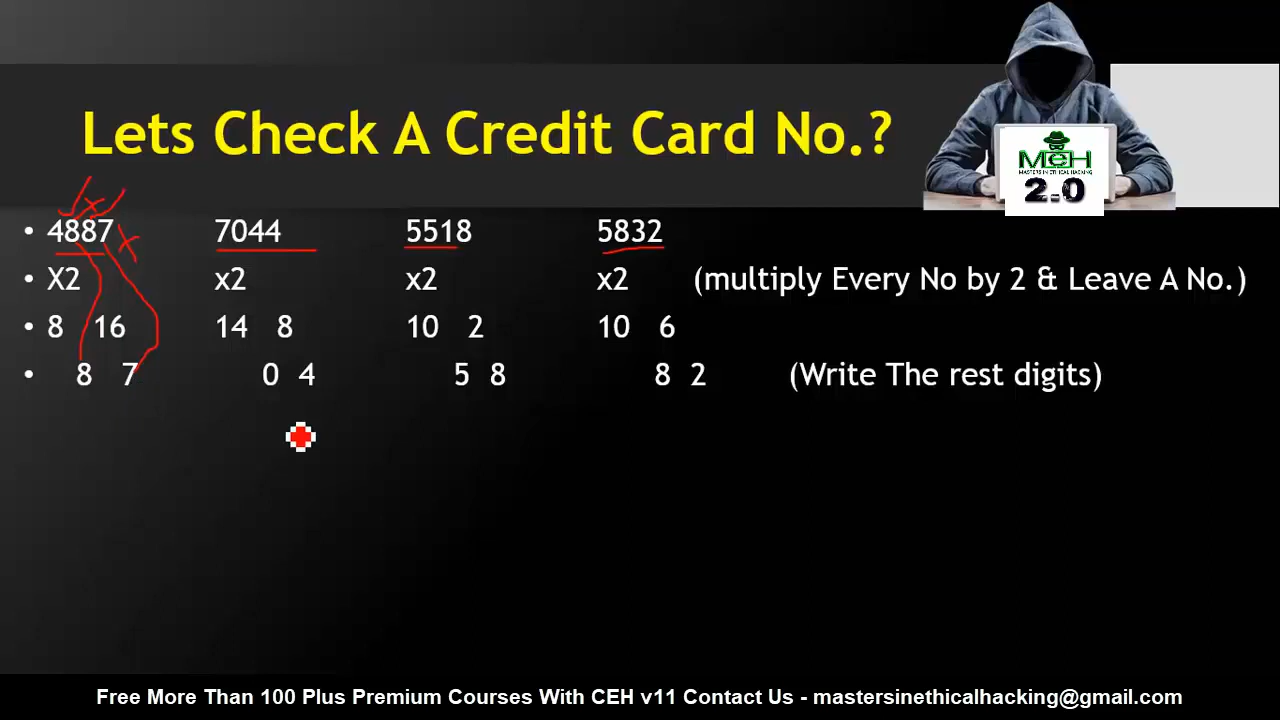 Lets Check A Credit Card No.?
MEH
MASTERS IN ETHICAL HACKING
2.0
• 4887 7044 5518 5832
• X2 x2 x2 x2 (multiply Every No by 2 & Leave A No.)
• 8 16 14 8 10 2 10 6
• 8 7 0 4 5 8 8 2 (Write The rest digits)
Free More Than 100 Plus Premium Courses With CEH v11 Contact Us - mastersinethicalhacking@gmail.com